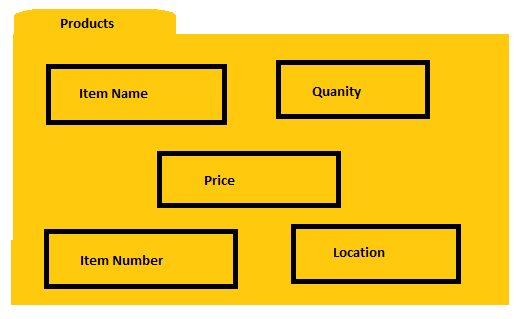 Products
Item Name
Quanity
Price
Item Number
Location